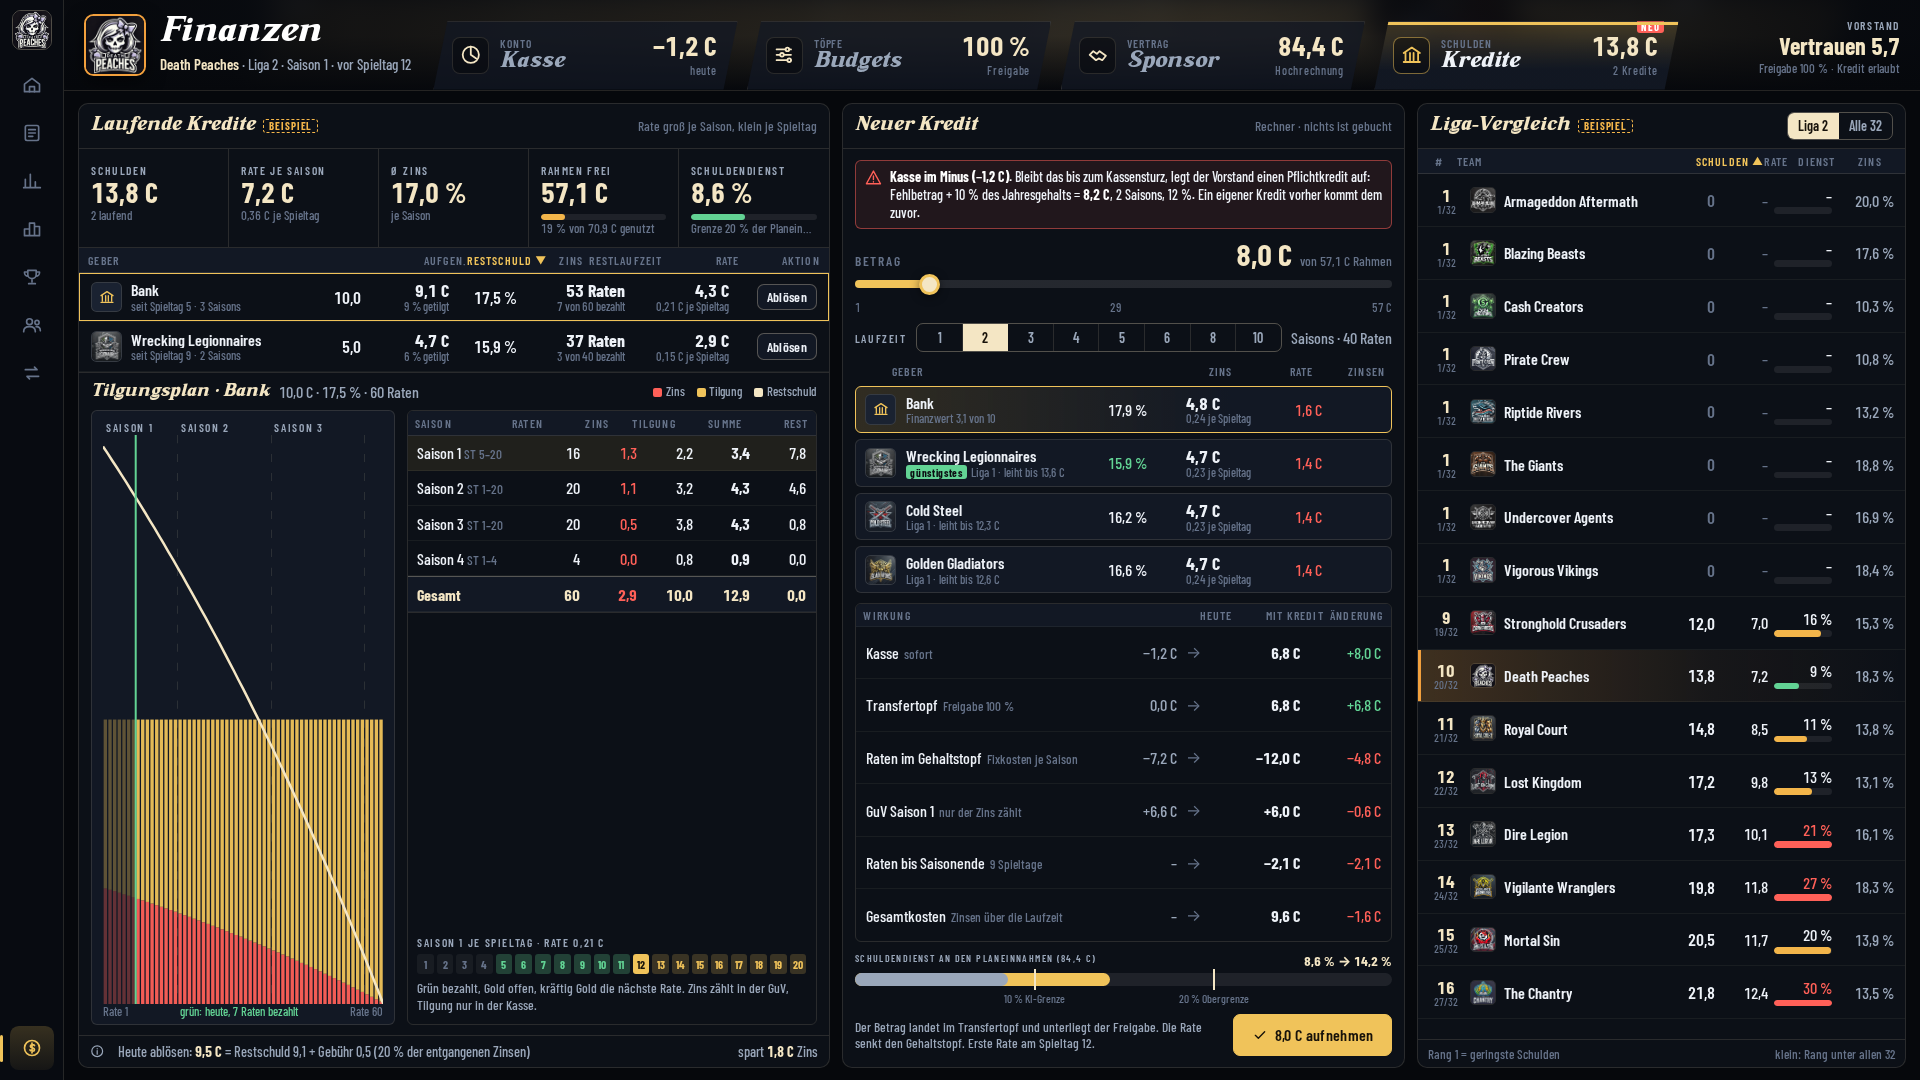 Finanzen
Death Peaches · Liga 2 · Saison 1 · vor Spieltag 12
KONTO
Kasse
−1,2 C
heute
TÖPFE
Budgets
100 %
Freigabe
VERTRAG
Sponsor
84,4 C
Hochrechnung
NEU
SCHULDEN
Kredite
13,8 C
2 Kredite
VORSTAND
Vertrauen 5,7
Freigabe 100 % · Kredit erlaubt
Laufende Kredite BEISPIEL
Rate groß je Saison, klein je Spieltag
SCHULDEN
13,8 C
2 laufend
RATE JE SAISON
7,2 C
0,36 C je Spieltag
Ø ZINS
17,0 %
je Saison
RAHMEN FREI
57,1 C
19 % von 70,9 C genutzt
SCHULDENDIENST
8,6 %
Grenze 20 % der Planein…
GEBER AUFGEN. RESTSCHULD ▼ ZINS RESTLAUFZEIT RATE AKTION
Bank 10,0 9,1 C 17,5 % 53 Raten 4,3 C Ablösen
seit Spieltag 5 · 3 Saisons 9 % getilgt 7 von 60 bezahlt 0,21 C je Spieltag
Wrecking Legionnaires 5,0 4,7 C 15,9 % 37 Raten 2,9 C Ablösen
seit Spieltag 9 · 2 Saisons 6 % getilgt 3 von 40 bezahlt 0,15 C je Spieltag
Tilgungsplan · Bank 10,0 C · 17,5 % · 60 Raten
Zins Tilgung Restschuld
SAISON 1 SAISON 2 SAISON 3
Rate 1 grün: heute, 7 Raten bezahlt Rate 60
SAISON RATEN ZINS TILGUNG SUMME REST
Saison 1 ST 5–20 16 1,3 2,2 3,4 7,8
Saison 2 ST 1–20 20 1,1 3,2 4,3 4,6
Saison 3 ST 1–20 20 0,5 3,8 4,3 0,8
Saison 4 ST 1–4 4 0,0 0,8 0,9 0,0
Gesamt 60 2,9 10,0 12,9 0,0
SAISON 1 JE SPIELTAG · RATE 0,21 C
1 2 3 4 5 6 7 8 9 10 11 12 13 14 15 16 17 18 19 20
Grün bezahlt, Gold offen, kräftig Gold die nächste Rate. Zins zählt in der GuV,
Tilgung nur in der Kasse.
Heute ablösen: 9,5 C = Restschuld 9,1 + Gebühr 0,5 (20 % der entgangenen Zinsen)
spart 1,8 C Zins
Neuer Kredit
Rechner · nichts ist gebucht
Kasse im Minus (−1,2 C). Bleibt das bis zum Kassensturz, legt der Vorstand einen Pflichtkredit auf:
Fehlbetrag + 10 % des Jahresgehalts = 8,2 C, 2 Saisons, 12 %. Ein eigener Kredit vorher kommt dem
zuvor.
BETRAG 8,0 C von 57,1 C Rahmen
1 29 57 C
LAUFZEIT 1 2 3 4 5 6 8 10 Saisons · 40 Raten
GEBER ZINS RATE ZINSEN
Bank 17,9 % 4,8 C 1,6 C
Finanzwert 3,1 von 10 0,24 je Spieltag
Wrecking Legionnaires 15,9 % 4,7 C 1,4 C
günstigstes Liga 1 · leiht bis 13,6 C 0,23 je Spieltag
Cold Steel 16,2 % 4,7 C 1,4 C
Liga 1 · leiht bis 12,3 C 0,23 je Spieltag
Golden Gladiators 16,6 % 4,7 C 1,4 C
Liga 1 · leiht bis 12,6 C 0,24 je Spieltag
WIRKUNG HEUTE MIT KREDIT ÄNDERUNG
Kasse sofort −1,2 C → 6,8 C +8,0 C
Transfertopf Freigabe 100 % 0,0 C → 6,8 C +6,8 C
Raten im Gehaltstopf Fixkosten je Saison −7,2 C → −12,0 C −4,8 C
GuV Saison 1 nur der Zins zählt +6,6 C → +6,0 C −0,6 C
Raten bis Saisonende 9 Spieltage – → −2,1 C −2,1 C
Gesamtkosten Zinsen über die Laufzeit – → 9,6 C −1,6 C
SCHULDENDIENST AN DEN PLANEINNAHMEN (84,4 C) 8,6 % → 14,2 %
10 % KI-Grenze 20 % Obergrenze
Der Betrag landet im Transfertopf und unterliegt der Freigabe. Die Rate
senkt den Gehaltstopf. Erste Rate am Spieltag 12.
8,0 C aufnehmen
Liga-Vergleich BEISPIEL
Liga 2 Alle 32
# TEAM SCHULDEN ▲ RATE DIENST ZINS
1 Armageddon Aftermath 0 – – 20,0 %
1/32
1 Blazing Beasts 0 – – 17,6 %
1/32
1 Cash Creators 0 – – 10,3 %
1/32
1 Pirate Crew 0 – – 10,8 %
1/32
1 Riptide Rivers 0 – – 13,2 %
1/32
1 The Giants 0 – – 18,8 %
1/32
1 Undercover Agents 0 – – 16,9 %
1/32
1 Vigorous Vikings 0 – – 18,4 %
1/32
9 Stronghold Crusaders 12,0 7,0 16 % 15,3 %
19/32
10 Death Peaches 13,8 7,2 9 % 18,3 %
20/32
11 Royal Court 14,8 8,5 11 % 13,8 %
21/32
12 Lost Kingdom 17,2 9,8 13 % 13,1 %
22/32
13 Dire Legion 17,3 10,1 21 % 16,1 %
23/32
14 Vigilante Wranglers 19,8 11,8 27 % 18,3 %
24/32
15 Mortal Sin 20,5 11,7 20 % 13,9 %
25/32
16 The Chantry 21,8 12,4 30 % 13,5 %
27/32
Rang 1 = geringste Schulden
klein: Rang unter allen 32